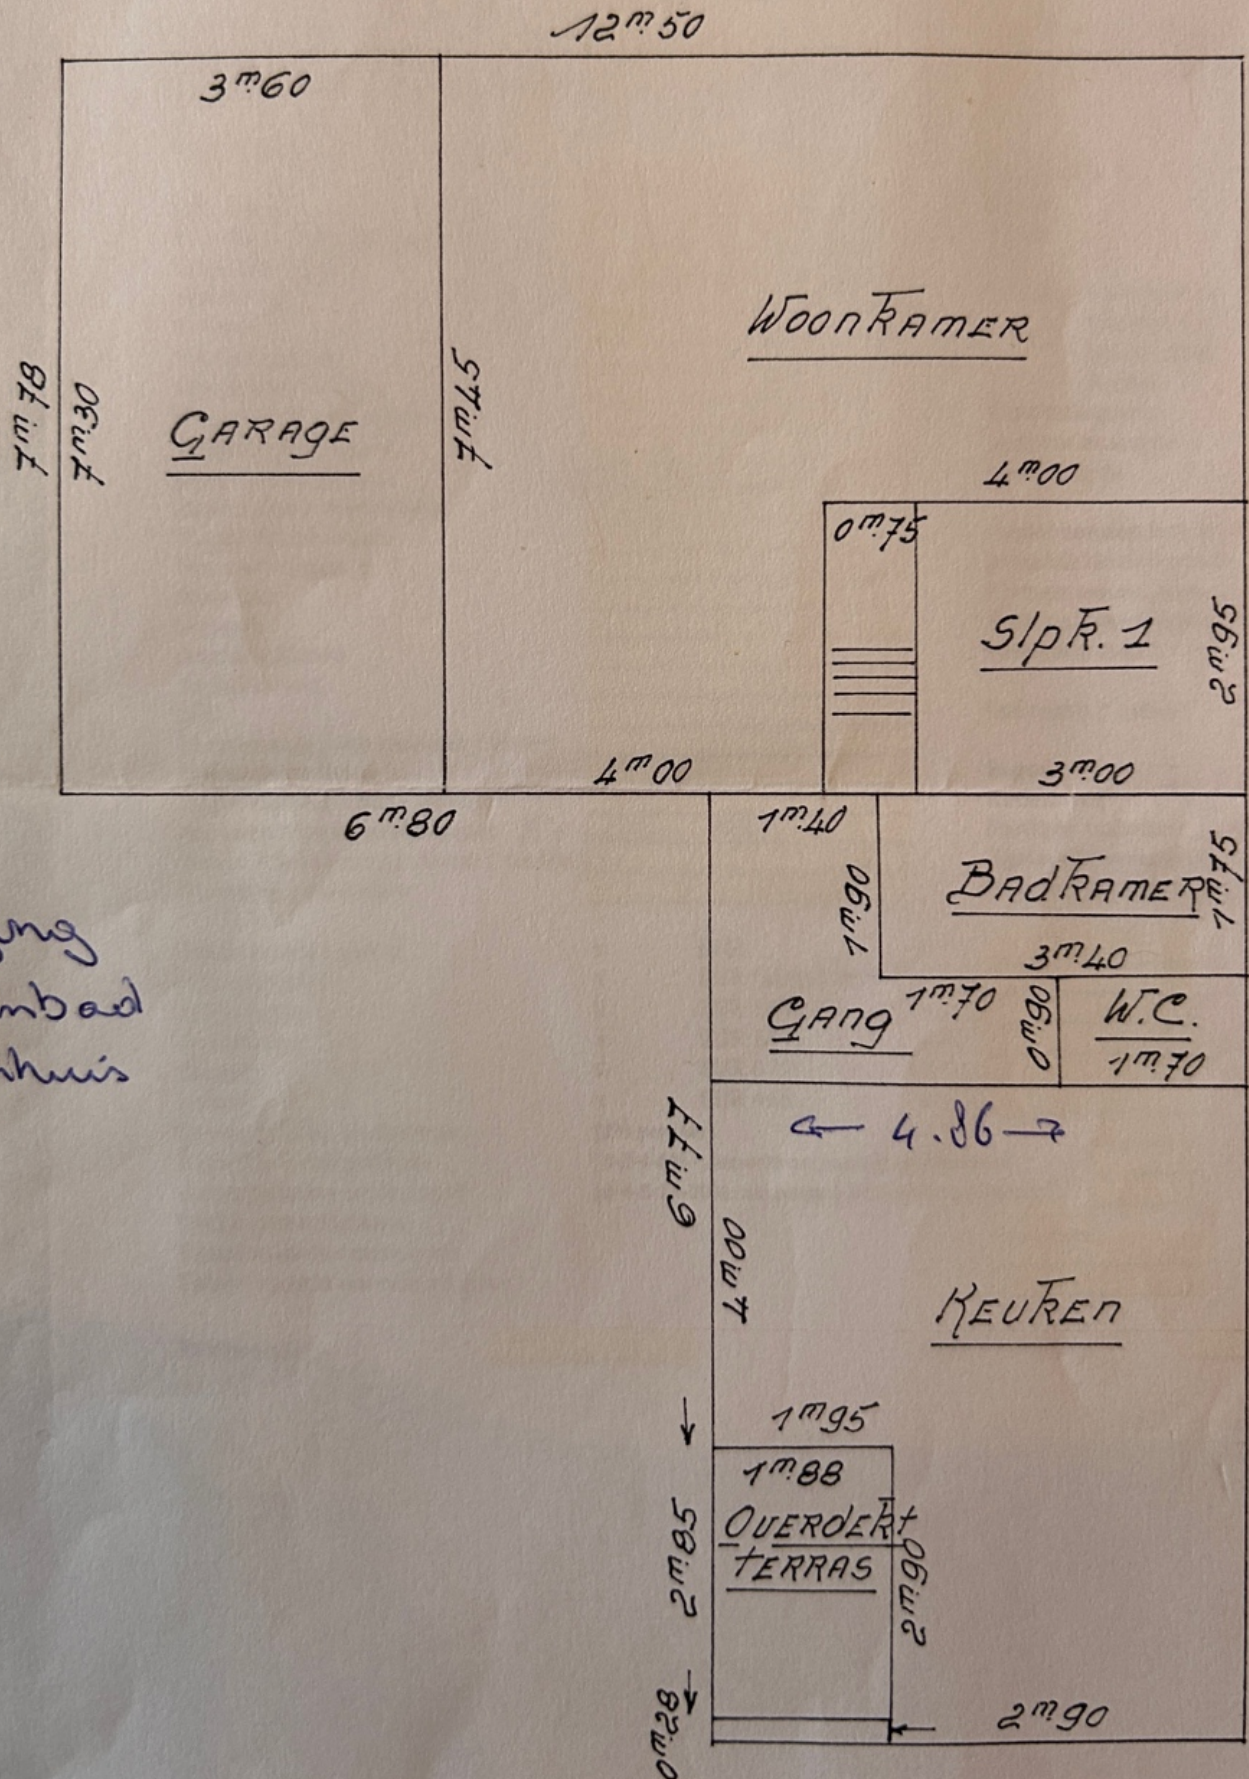 12m50
3m60
Woonkamer
7m78
7m30
Garage
7m45
4m00
0m75
Slpk. 1
2m95
4m00
3m00
6m80
1m40
1m90
Badkamer
1m75
3m40
Gang
1m70
0m90
W.C.
1m70
6m77
← 4.86 →
4m00
Keuken
1m95
1m88
2m85
Overdekt
terras
2m90
0m28
2m90